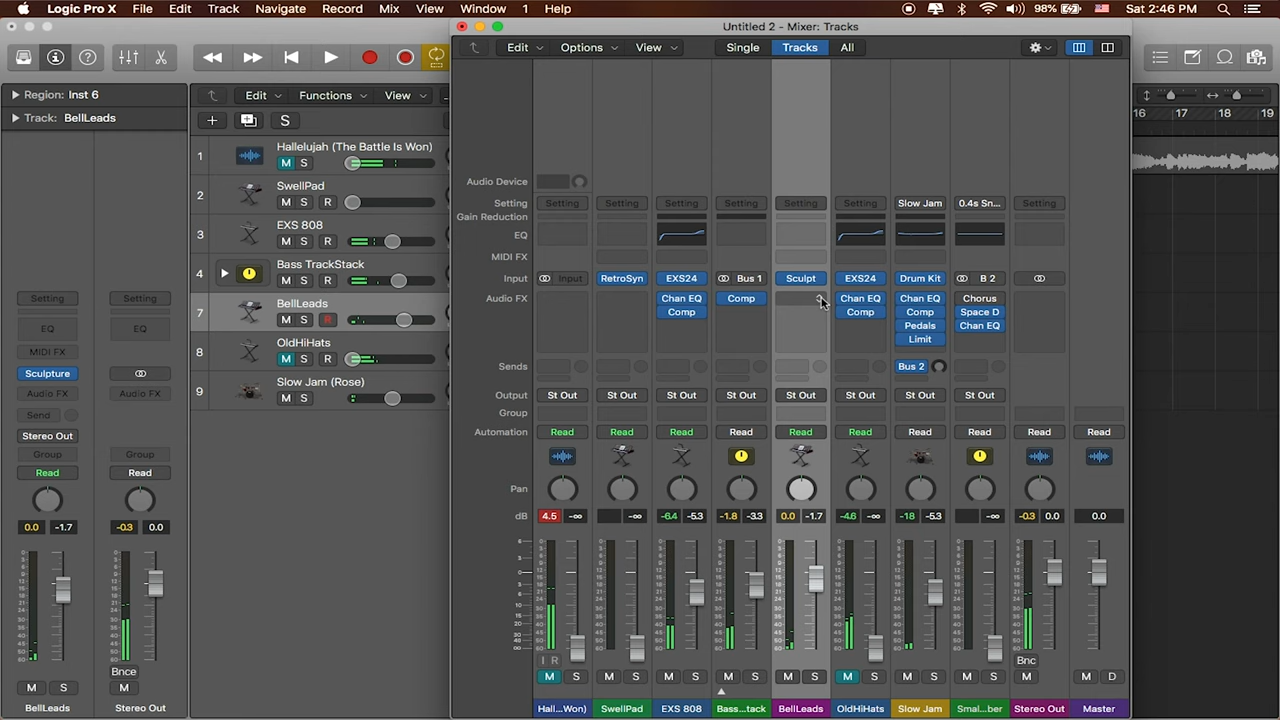 Logic Pro X File Edit Track Navigate Record Mix View Window 1 Help 98% Sat 2:46 PM
Untitled 2 - Mixer: Tracks
Edit Options View Single Tracks All
Region: Inst 6
Track: BellLeads
Edit Functions View
16 17 18 19
S
1 Hallelujah (The Battle Is Won)
M S
2 SwellPad
M S R
3 EXS 808
M S R
4 Bass TrackStack
M S R
7 BellLeads
M S R
8 OldHiHats
M S R
9 Slow Jam (Rose)
M S
Setting Setting
EQ EQ
MIDI FX
Sculpture
Audio FX Audio FX
Send
Stereo Out
Group Group
Read Read
0.0 -1.7 -0.3 0.0
Bnce
M S M
BellLeads Stereo Out
Audio Device
Setting Setting Setting Setting Setting Setting Setting Slow Jam 0.4s Sn... Setting
Gain Reduction
EQ
MIDI FX
Input Input RetroSyn EXS24 Bus 1 Sculpt EXS24 Drum Kit B 2
Audio FX Chan EQ Comp Chan EQ Chan EQ Chorus
Comp Comp Comp Space D
Pedals Chan EQ
Limit
Sends Bus 2
Output St Out St Out St Out St Out St Out St Out St Out St Out
Group
Automation Read Read Read Read Read Read Read Read Read Read
Pan
dB 4.5 -∞ -∞ -6.4 -5.3 -1.8 -3.3 0.0 -1.7 -4.6 -∞ -18 -5.3 -∞ -0.3 0.0 0.0
I R Bnc
M S M S M S M S M S M S M S M S M M D
Hall...Won) SwellPad EXS 808 Bass...tack BellLeads OldHiHats Slow Jam Smal...ber Stereo Out Master